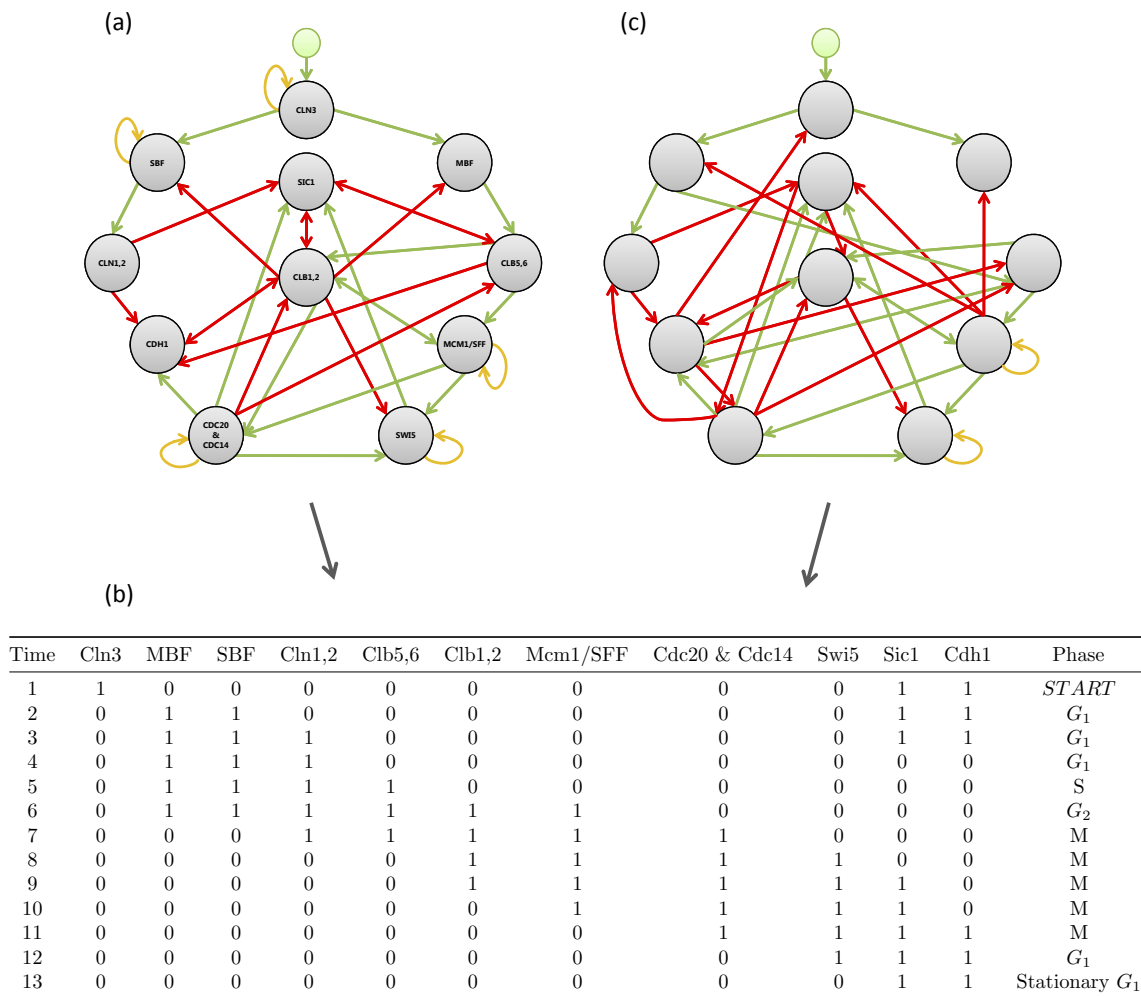 (a)
(c)
CLN3
SBF
MBF
SIC1
CLN1,2
CLB1,2
CLB5,6
CDH1
MCM1/SFF
CDC20
&
CDC14
SWI5
(b)
Time Cln3 MBF SBF Cln1,2 Clb5,6 Clb1,2 Mcm1/SFF Cdc20 & Cdc14 Swi5 Sic1 Cdh1 Phase
1 1 0 0 0 0 0 0 0 0 1 1 START
2 0 1 1 0 0 0 0 0 0 1 1 G1
3 0 1 1 1 0 0 0 0 0 1 1 G1
4 0 1 1 1 0 0 0 0 0 0 0 G1
5 0 1 1 1 1 0 0 0 0 0 0 S
6 0 1 1 1 1 1 1 0 0 0 0 G2
7 0 0 0 1 1 1 1 1 0 0 0 M
8 0 0 0 0 0 1 1 1 1 0 0 M
9 0 0 0 0 0 1 1 1 1 1 0 M
10 0 0 0 0 0 0 1 1 1 1 0 M
11 0 0 0 0 0 0 0 1 1 1 1 M
12 0 0 0 0 0 0 0 0 1 1 1 G1
13 0 0 0 0 0 0 0 0 0 1 1 Stationary G1